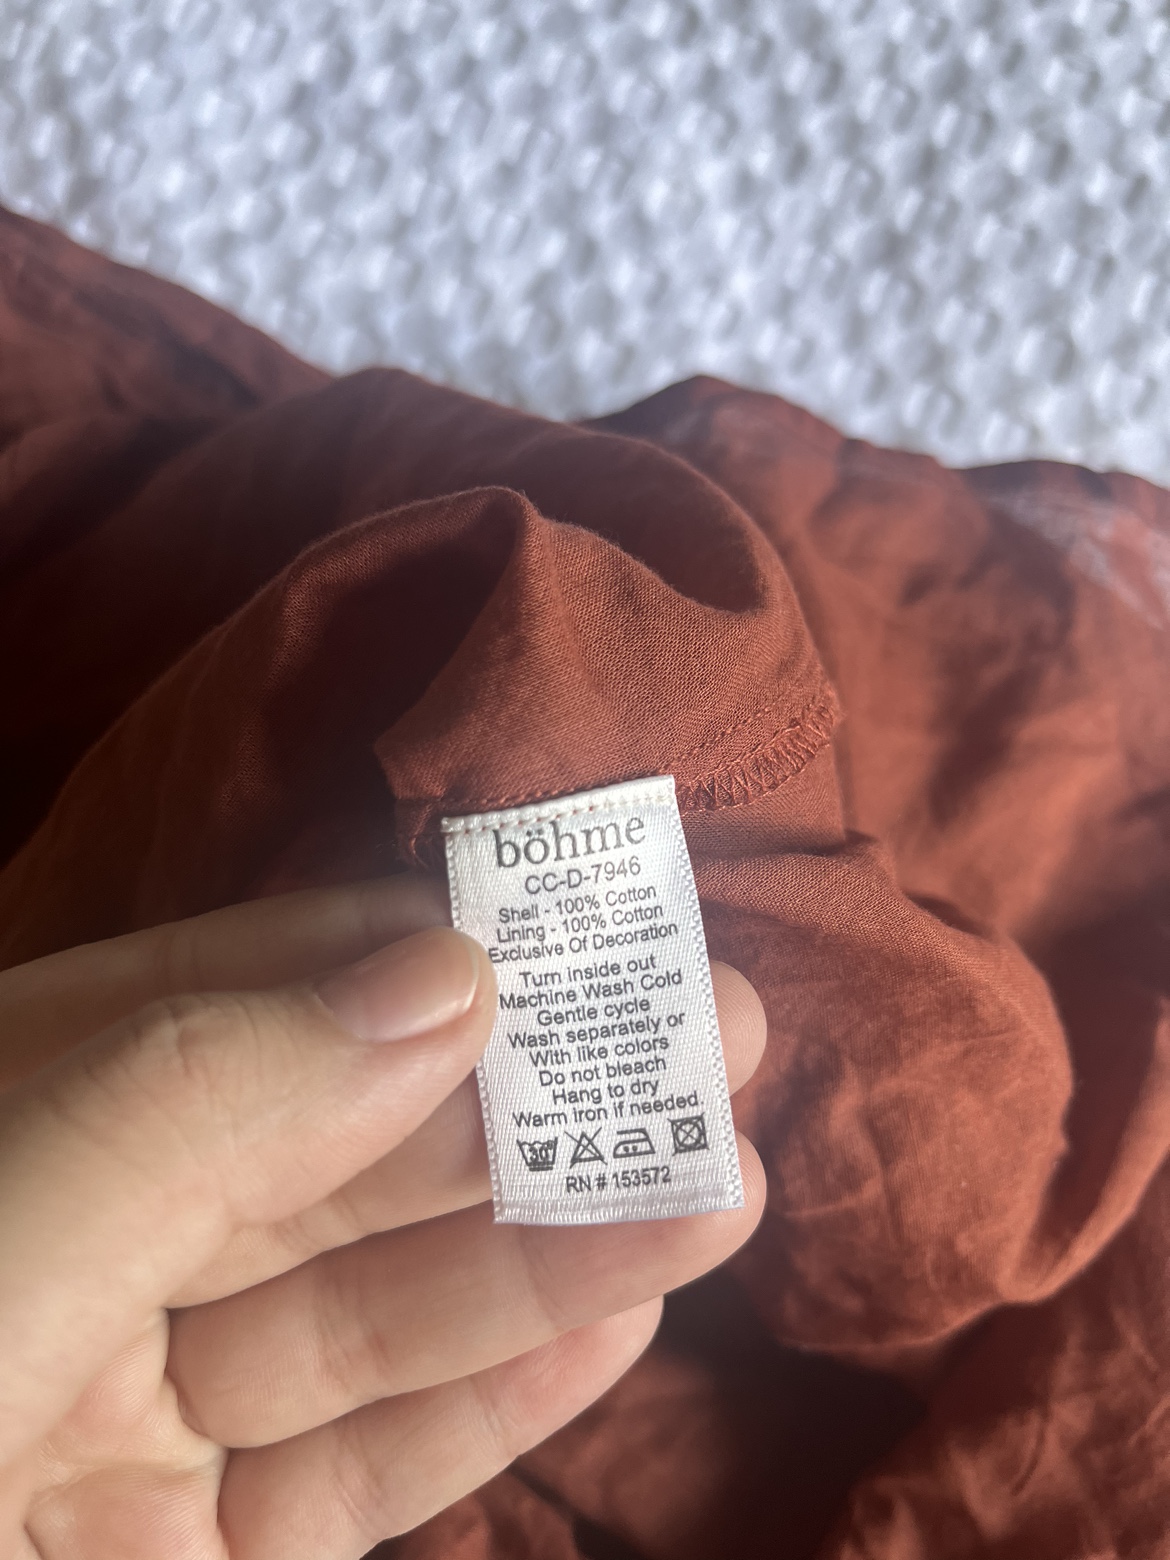 böhme
CC-D-7946
Shell - 100% Cotton
Lining - 100% Cotton
Exclusive Of Decoration
Turn inside out
Machine Wash Cold
Gentle cycle
Wash separately or
With like colors
Do not bleach
Hang to dry
Warm iron if needed
30
RN # 153572